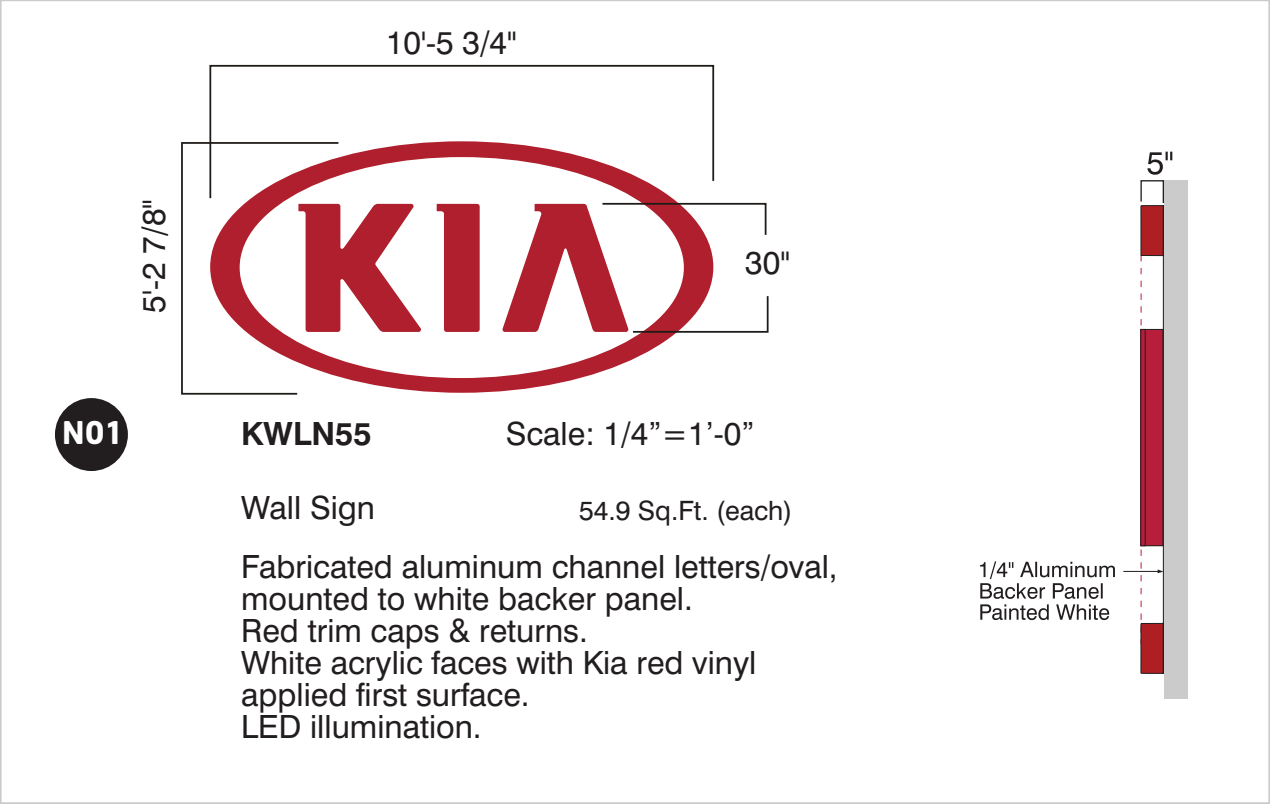 10'-5 3/4"
5'-2 7/8"
KIA
30"
5"
N01
KWLN55 Scale: 1/4”=1’-0”
Wall Sign 54.9 Sq.Ft. (each)
Fabricated aluminum channel letters/oval,
mounted to white backer panel.
Red trim caps & returns.
White acrylic faces with Kia red vinyl
applied first surface.
LED illumination.
1/4" Aluminum
Backer Panel
Painted White